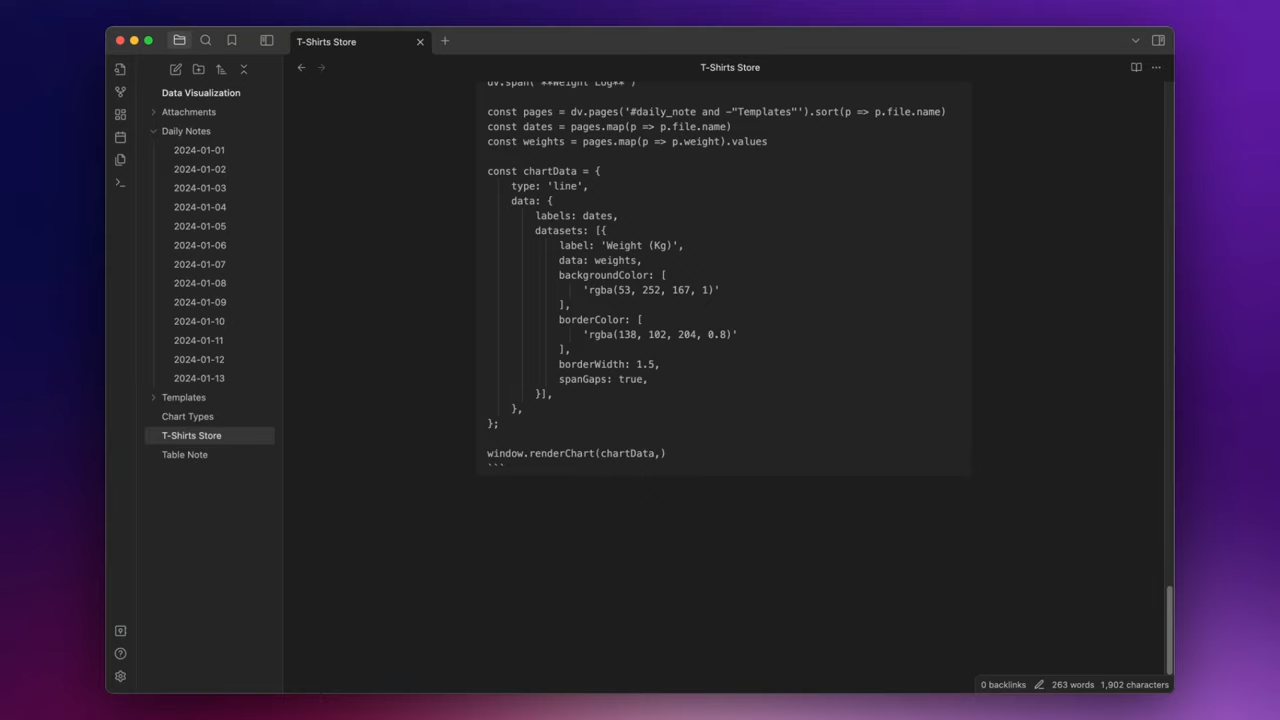 T-Shirts Store
T-Shirts Store
Data Visualization
Attachments
Daily Notes
2024-01-01
2024-01-02
2024-01-03
2024-01-04
2024-01-05
2024-01-06
2024-01-07
2024-01-08
2024-01-09
2024-01-10
2024-01-11
2024-01-12
2024-01-13
Templates
Chart Types
T-Shirts Store
Table Note
dv.span("**Weight Log**")
const pages = dv.pages('#daily_note and -"Templates"').sort(p => p.file.name)
const dates = pages.map(p => p.file.name)
const weights = pages.map(p => p.weight).values
const chartData = {
type: 'line',
data: {
labels: dates,
datasets: [{
label: 'Weight (Kg)',
data: weights,
backgroundColor: [
'rgba(53, 252, 167, 1)'
],
borderColor: [
'rgba(138, 102, 204, 0.8)'
],
borderWidth: 1.5,
spanGaps: true,
}],
},
};
window.renderChart(chartData,)
```
0 backlinks
263 words 1,902 characters